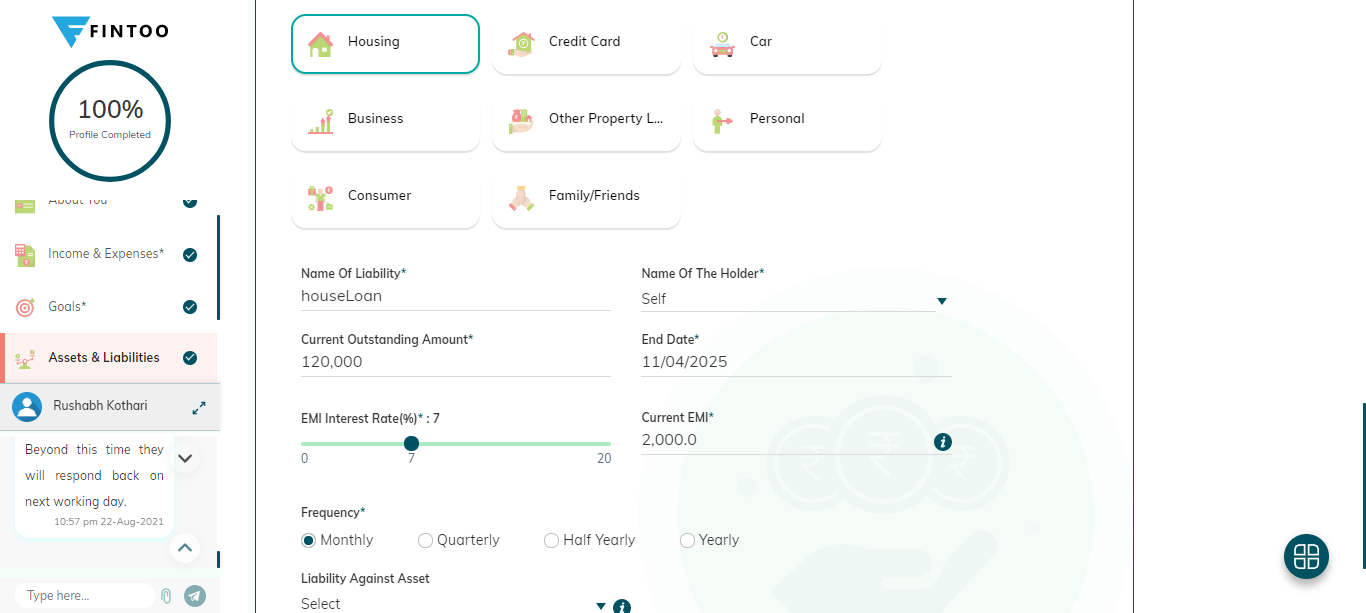 FINTOO
100%
Profile Completed
About You
Income & Expenses*
Goals*
Assets & Liabilities
Rushabh Kothari
Beyond this time they
will respond back on
next working day.
10:57 pm 22-Aug-2021
Type here...
Housing
Credit Card
Car
Business
Other Property L...
Personal
Consumer
Family/Friends
Name Of Liability*
houseLoan
Name Of The Holder*
Self
Current Outstanding Amount*
120,000
End Date*
11/04/2025
EMI Interest Rate(%)* : 7
0 7 20
Current EMI*
2,000.0
Frequency*
Monthly Quarterly Half Yearly Yearly
Liability Against Asset
Select